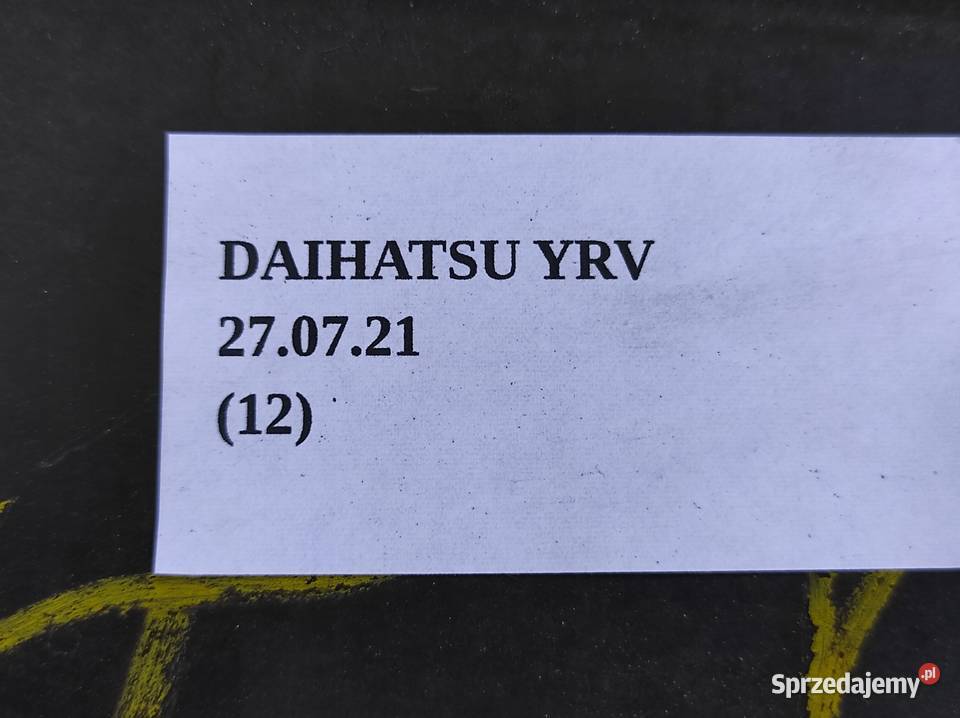 DAIHATSU YRV
27.07.21
(12)
Sprzedajemy.pl